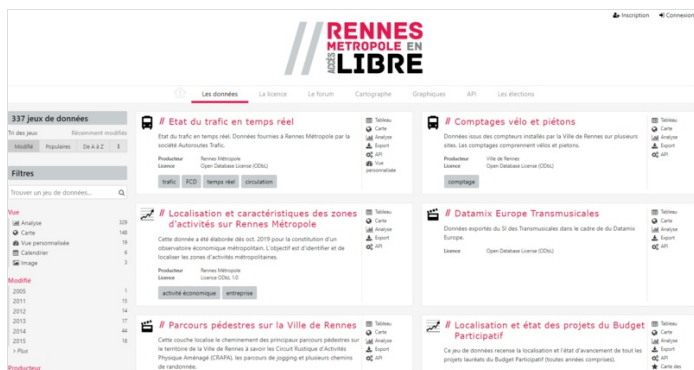 Inscription Connexion
RENNES
METROPOLE EN
ACCÈS LIBRE
Les données La licence Le forum Cartographe Graphiques API Les élections
337 jeux de données
Tri des jeux Récemment modifiés
Modifié Populaires De A à Z
Filtres
Trouver un jeu de données...
Vue
Analyse 329
Carte 148
Vue personnalisée 18
Calendrier 6
Image 3
Modifié
2005 1
2011 15
2012 14
2013 17
2014 44
2015 18
> Plus
Producteur
// Etat du trafic en temps réel
Etat du trafic en temps réel. Données fournies à Rennes Métropole par la
société Autoroutes Trafic.
Producteur Rennes Métropole
Licence Open Database License (ODbL)
trafic FCD temps réel circulation
Tableau
Carte
Analyse
Export
API
Vue
personnalisée
// Comptages vélo et piétons
Données issus des compteurs installés par la Ville de Rennes sur plusieurs
sites. Les comptages comprennent vélos et piétons.
Producteur Ville de Rennes
Licence Open Database License (ODbL)
comptage
Tableau
Carte
Analyse
Export
API
// Localisation et caractéristiques des zones
d'activités sur Rennes Métropole
Cette donnée a été élaborée dès oct. 2019 pour la constitution d'un
observatoire économique métropolitain. L'objectif est d'identifier et de
localiser les zones d'activités métropolitaines.
Producteur Rennes Métropole
Licence Licence ODbL 1.0
activité économique entreprise
Tableau
Carte
Analyse
Export
API
// Datamix Europe Transmusicales
Données exportés du SI des Transmusicales dans le cadre de du Datamix
Europe.
Licence Open Database License (ODbL)
Tableau
Carte
Analyse
Export
API
// Parcours pédestres sur la Ville de Rennes
Cette couche localise le cheminement des principaux parcours pédestres sur
le territoire de la Ville de Rennes à savoir les Circuit Rustique d'Activités
Physique Aménagé (CRAPA), les parcours de jogging et plusieurs chemins
de randonnée.
Tableau
Carte
Analyse
Export
API
// Localisation et état des projets du Budget
Participatif
Ce jeu de données recense la localisation et l'état d'avancement de tout les
projets lauréats du Budget Participatif (toutes années comprises).
Tableau
Carte
Analyse
Export
API
Carte des